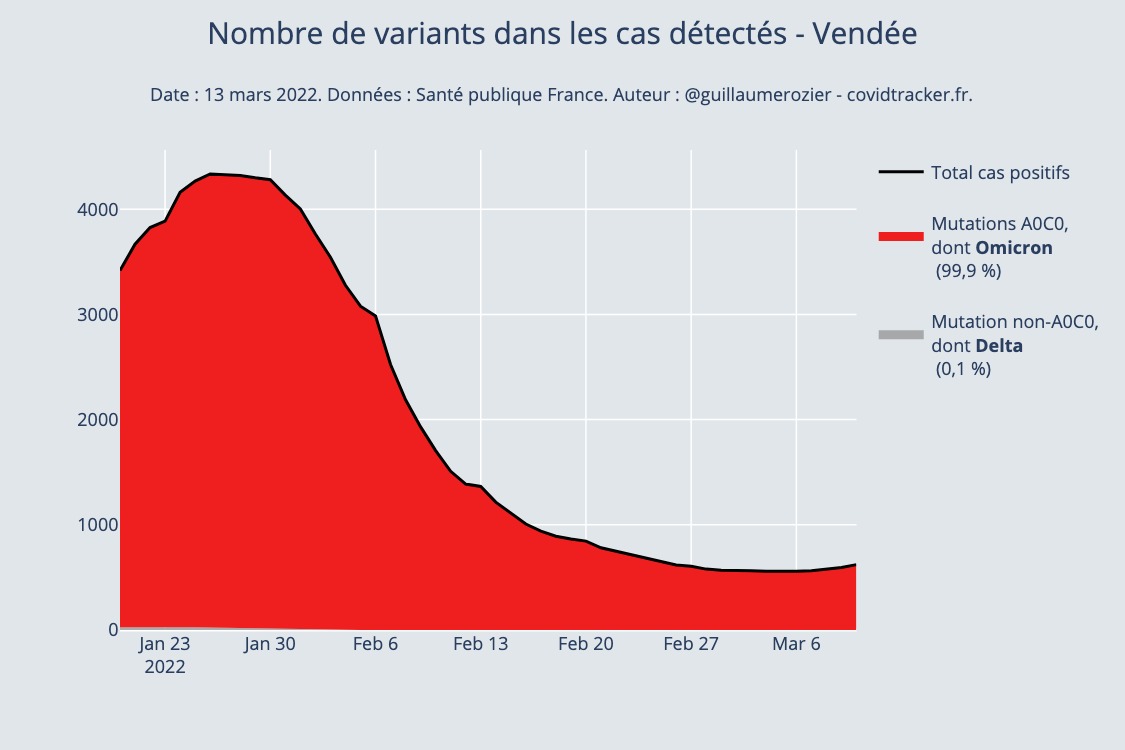 Nombre de variants dans les cas détectés - Vendée
Date : 13 mars 2022. Données : Santé publique France. Auteur : @guillaumerozier - covidtracker.fr.
Total cas positifs
Mutations A0C0,
dont Omicron
(99,9 %)
Mutation non-A0C0,
dont Delta
(0,1 %)
4000
3000
2000
1000
0
Jan 23 Jan 30 Feb 6 Feb 13 Feb 20 Feb 27 Mar 6
2022